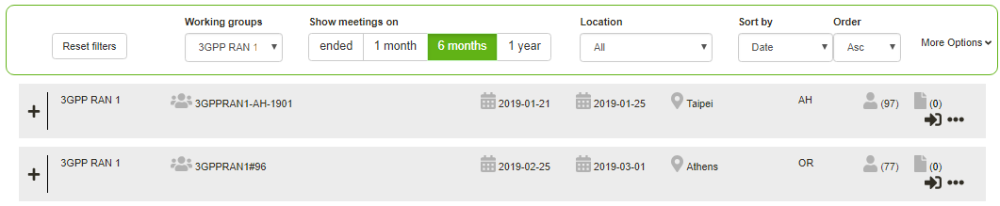 Working groups Show meetings on Location Sort by Order
Reset filters 3GPP RAN 1 ended 1 month 6 months 1 year All Date Asc More Options
3GPP RAN 1 3GPPRAN1-AH-1901 2019-01-21 2019-01-25 Taipei AH (97) (0)
3GPP RAN 1 3GPPRAN1#96 2019-02-25 2019-03-01 Athens OR (77) (0)